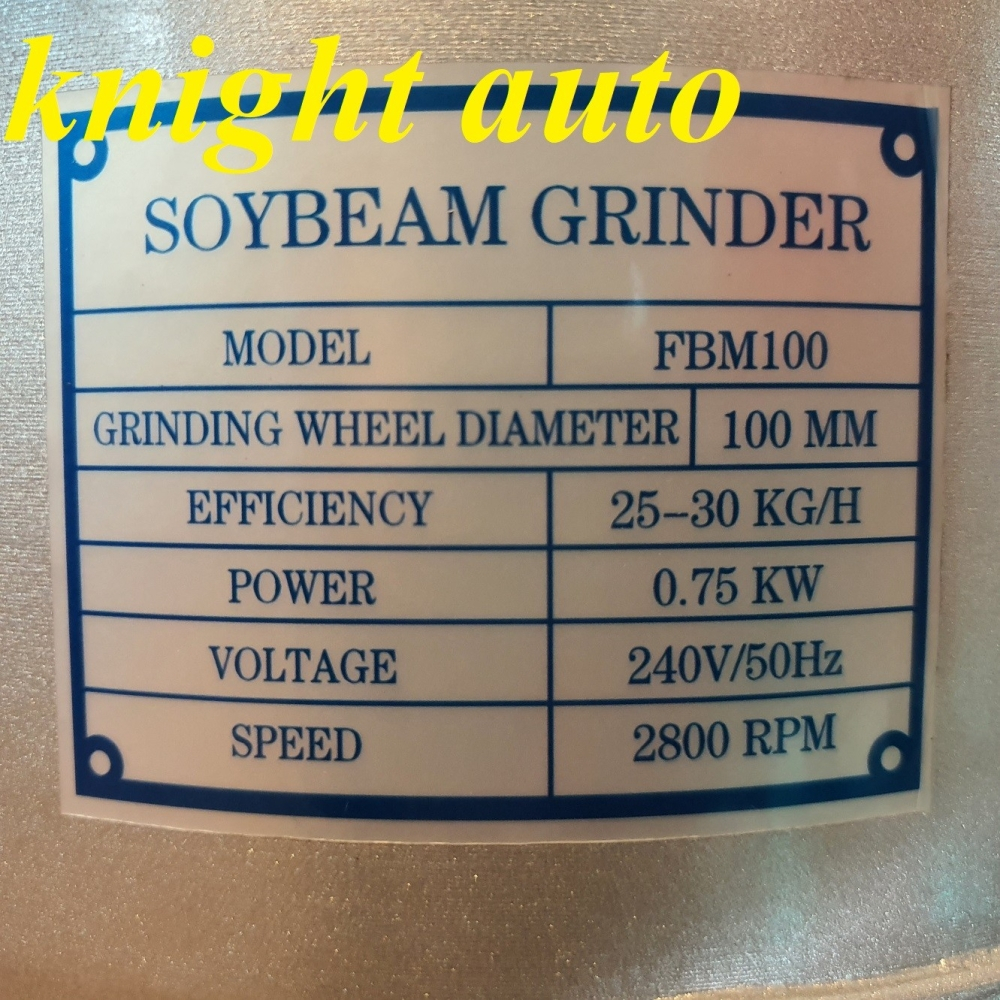 knight auto
SOYBEAM GRINDER
MODEL FBM100
GRINDING WHEEL DIAMETER 100 MM
EFFICIENCY 25-30 KG/H
POWER 0.75 KW
VOLTAGE 240V/50Hz
SPEED 2800 RPM